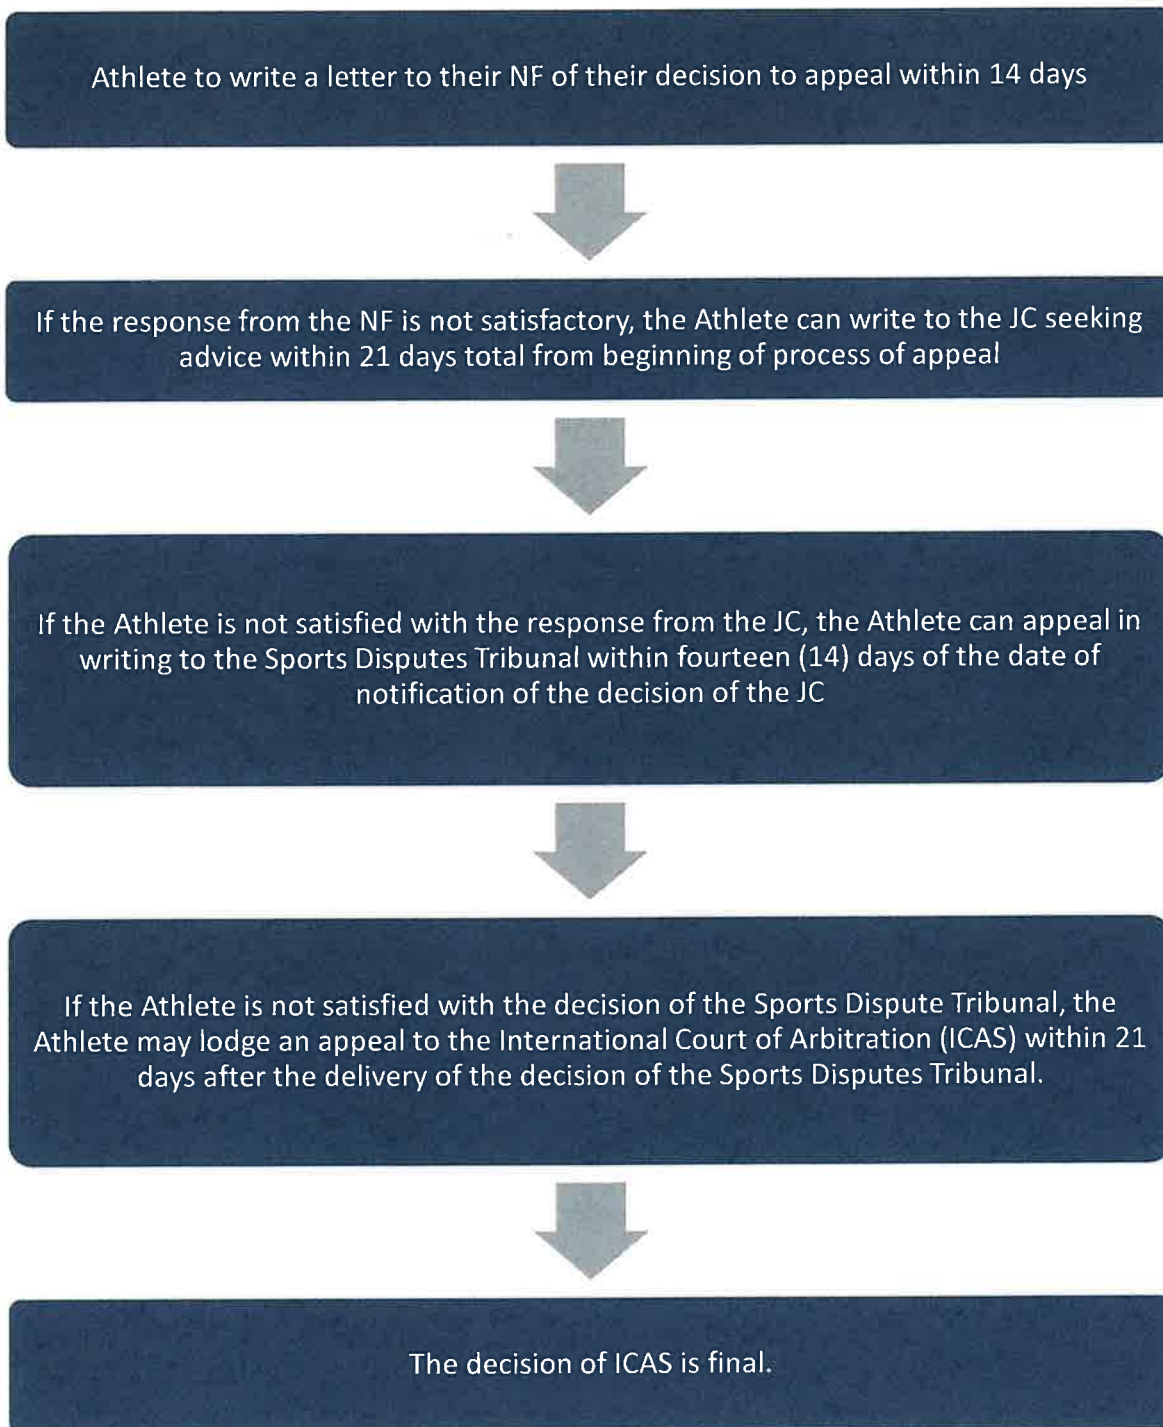 Athlete to write a letter to their NF of their decision to appeal within 14 days
If the response from the NF is not satisfactory, the Athlete can write to the JC seeking
advice within 21 days total from beginning of process of appeal
If the Athlete is not satisfied with the response from the JC, the Athlete can appeal in
writing to the Sports Disputes Tribunal within fourteen (14) days of the date of
notification of the decision of the JC
If the Athlete is not satisfied with the decision of the Sports Dispute Tribunal, the
Athlete may lodge an appeal to the International Court of Arbitration (ICAS) within 21
days after the delivery of the decision of the Sports Disputes Tribunal.
The decision of ICAS is final.